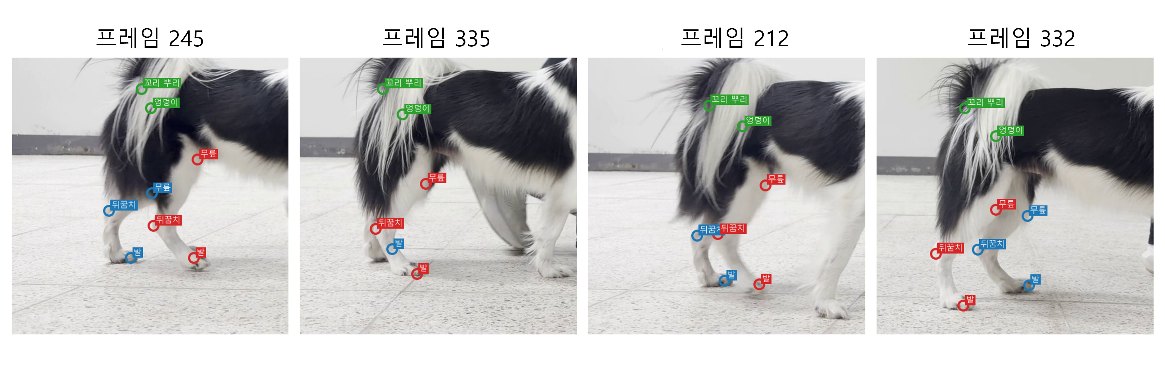 프레임 245
프레임 335
프레임 212
프레임 332
꼬리 뿌리
엉덩이
무릎
무릎
뒤꿈치
뒤꿈치
발
발
꼬리 뿌리
엉덩이
무릎
뒤꿈치
발
발
꼬리 뿌리
엉덩이
무릎
뒤꿈치
뒤꿈치
발
발
꼬리 뿌리
엉덩이
무릎
무릎
뒤꿈치
뒤꿈치
발
발